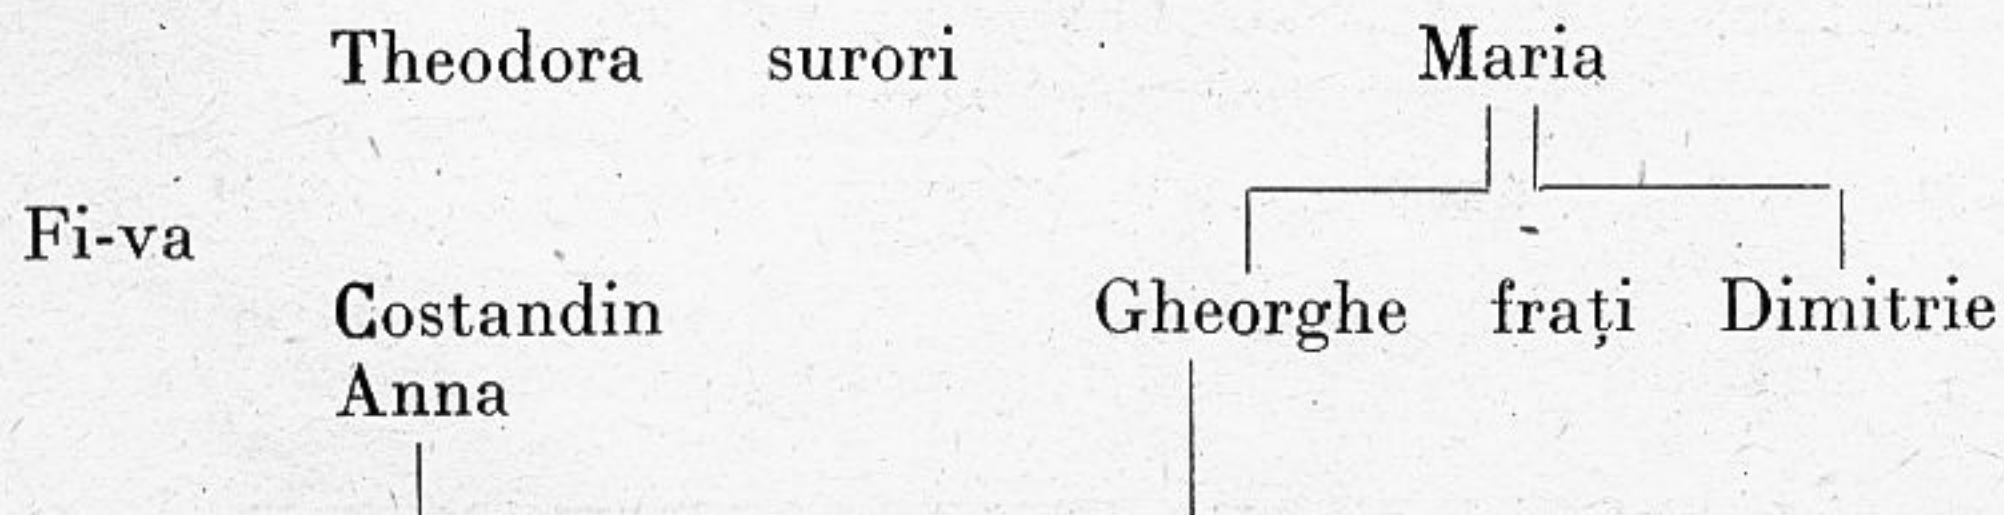 Theodora surori Maria
Fi-va
Costandin Gheorghe frați Dimitrie
Anna